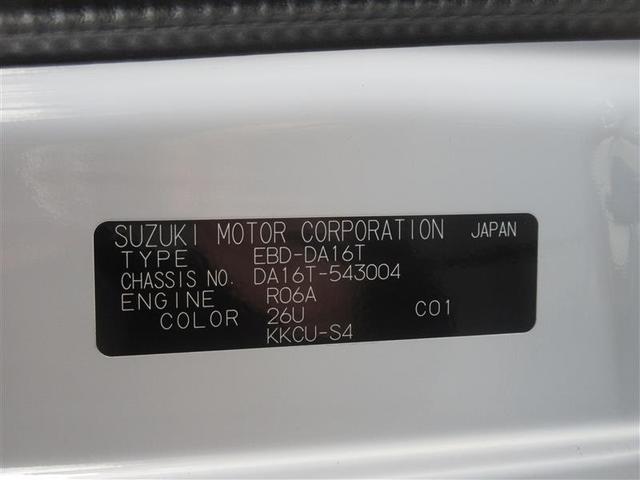 SUZUKI MOTOR CORPORATION JAPAN
TYPE EBD-DA16T
CHASSIS NO. DA16T-543004
ENGINE R06A
COLOR 26U C01
KKCU-S4